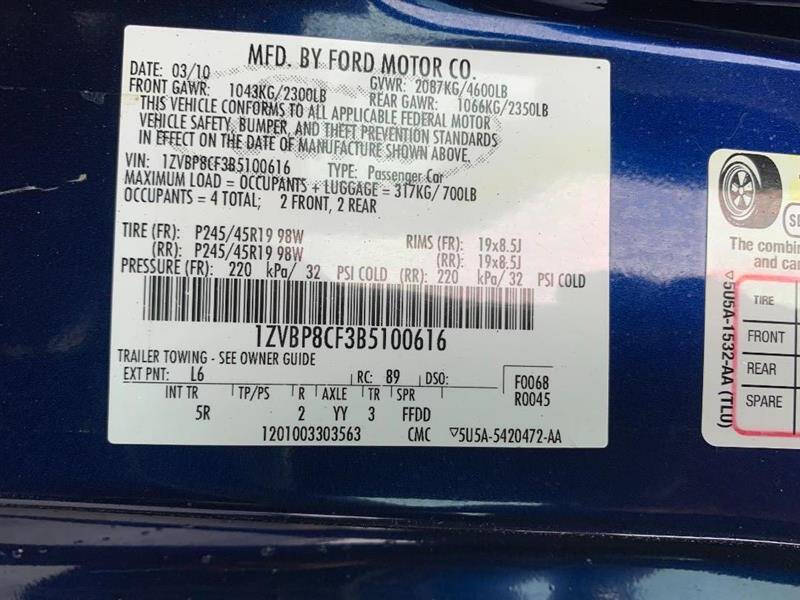 MFD. BY FORD MOTOR CO.
DATE: 03/10 GVWR: 2087KG/4600LB
FRONT GAWR: 1043KG/2300LB REAR GAWR: 1066KG/2350LB
THIS VEHICLE CONFORMS TO ALL APPLICABLE FEDERAL MOTOR
VEHICLE SAFETY, BUMPER, AND THEFT PREVENTION STANDARDS
IN EFFECT ON THE DATE OF MANUFACTURE SHOWN ABOVE.
VIN: 1ZVBP8CF3B5100616 TYPE: Passenger Car
MAXIMUM LOAD = OCCUPANTS + LUGGAGE = 317KG/700LB
OCCUPANTS = 4 TOTAL; 2 FRONT, 2 REAR
TIRE (FR): P245/45R19 98W RIMS (FR): 19x8.5J
(RR): P245/45R19 98W (RR): 19x8.5J
PRESSURE (FR): 220 kPa/ 32 PSI COLD (RR): 220 kPa/ 32 PSI COLD
1ZVBP8CF3B5100616
TRAILER TOWING - SEE OWNER GUIDE
EXT PNT: L6 RC: 89 DSO: F006B
R0045
INT TR TP/PS R AXLE TR SPR
5R 2 YY 3 FFDD
1201003303563 CMC ▽5U5A-5420472-AA
▽5U5A-1532-AA (TLU)
The combin
and car
TIRE
FRONT
REAR
SPARE